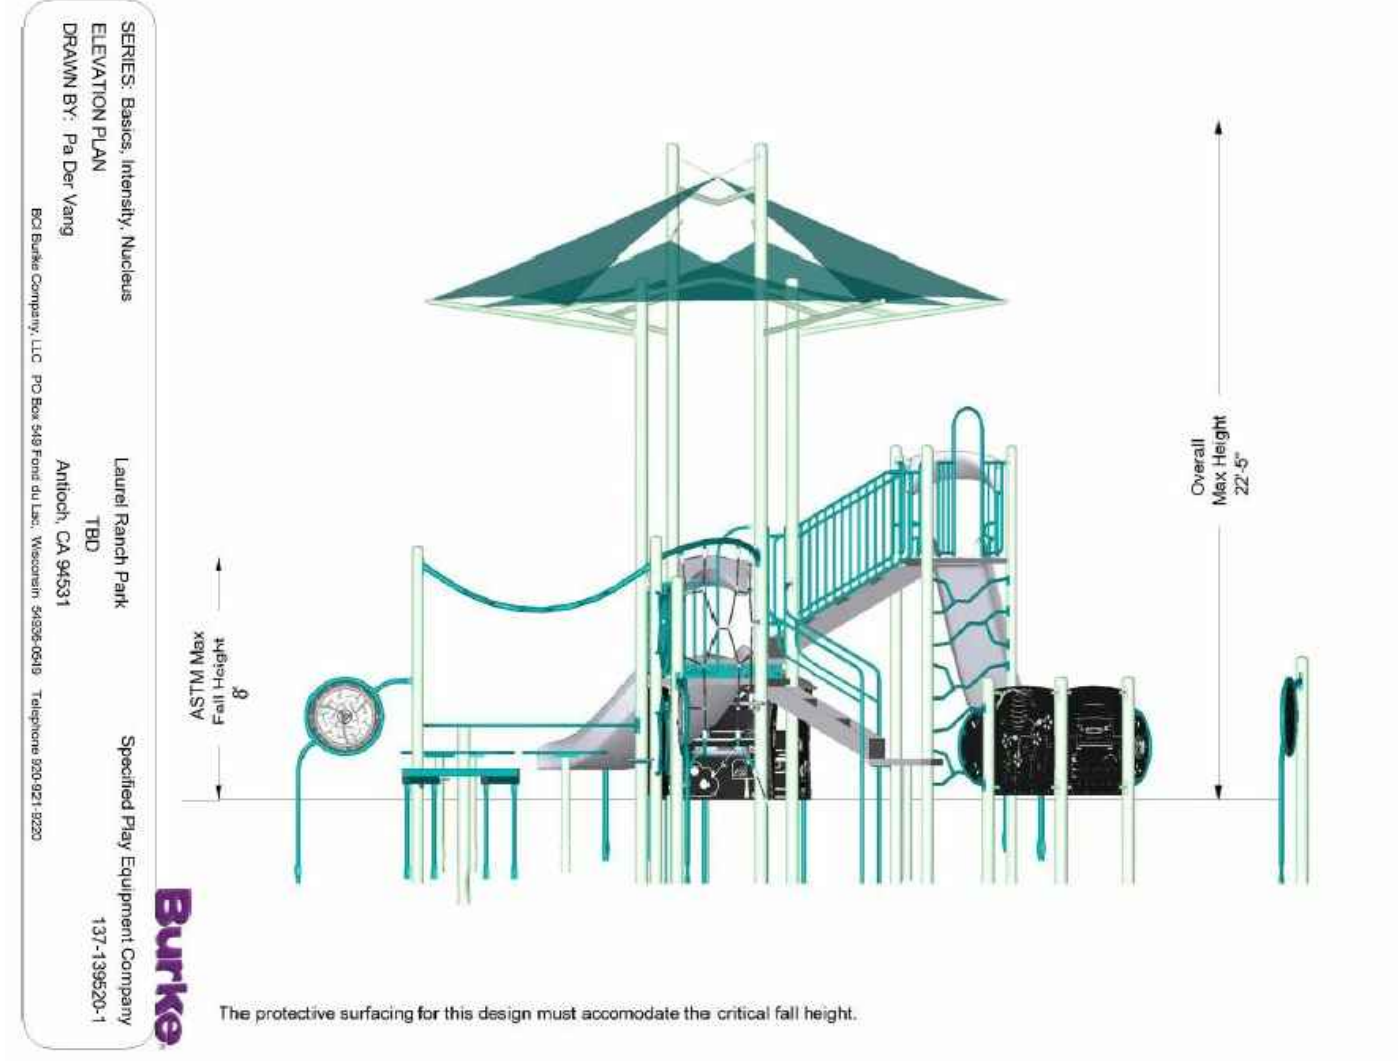 SERIES: Basics, Intensity, Nucleus
ELEVATION PLAN
DRAWN BY: Pa Der Vang
Laurel Ranch Park
TBD
Antioch, CA 94531
Specified Play Equipment Company
137-139520-1
BCI Burke Company, LLC PO Box 549 Fond du Lac, Wisconsin 54936-0549 Telephone 920-921-9220
Burke
8'
Fall Height
ASTM Max
22'-5"
Max Height
Overall
The protective surfacing for this design must accomodate the critical fall height.